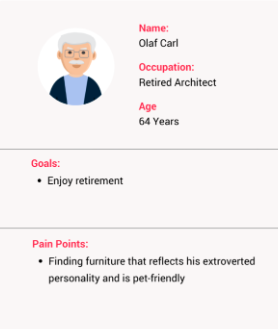 Name:
Olaf Carl
Occupation:
Retired Architect
Age
64 Years
Goals:
• Enjoy retirement
Pain Points:
• Finding furniture that reflects his extroverted
personality and is pet-friendly